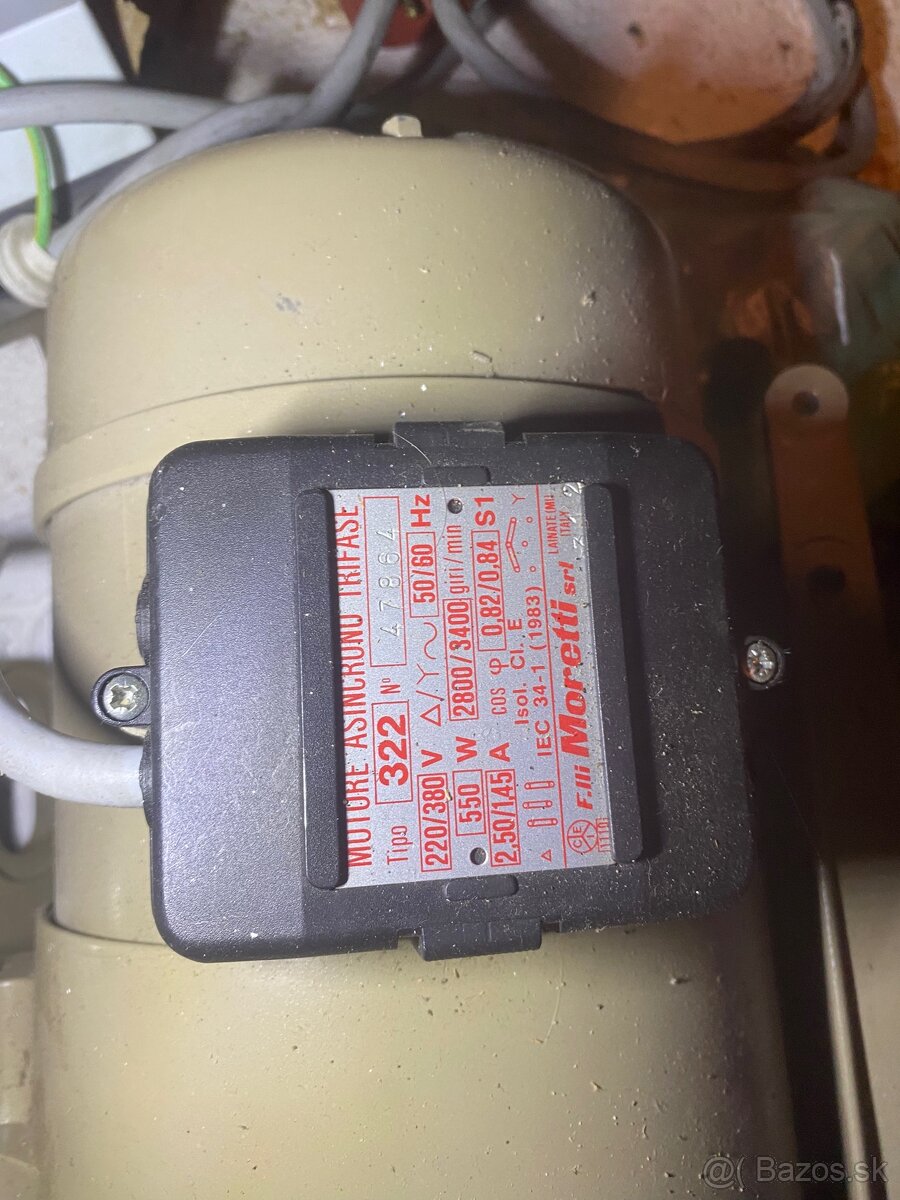 MOTORE ASINCRONO TRIFASE
Tipo 322 Nº 47864
220/380 V △/Y ~ 50/60 Hz
550 W 2800/3400 giri/min
2,50/1,45 A COS φ 0,82/0,84 S1
Isol. Cl. E
△ IEC 34-1 (1983) Y
F.lli Moretti srl
LAINATE (MI)
ITALY
@( Bazos.sk